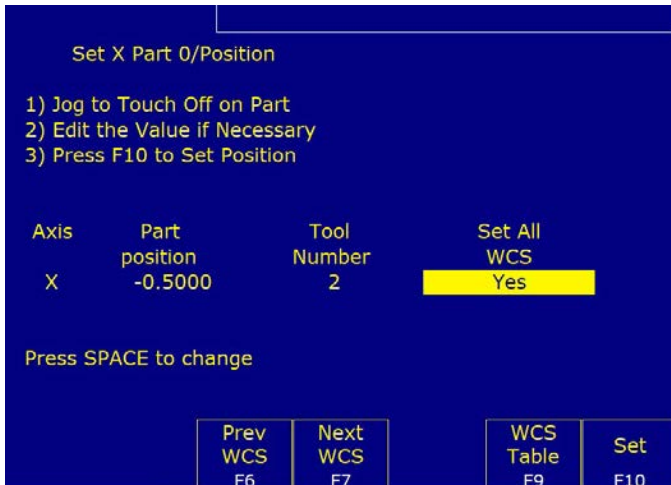 Set X Part 0/Position
1) Jog to Touch Off on Part
2) Edit the Value if Necessary
3) Press F10 to Set Position
Axis Part Tool Set All
position Number WCS
X -0.5000 2 Yes
Press SPACE to change
Prev Next WCS
WCS WCS Table Set
F6 F7 F9 F10